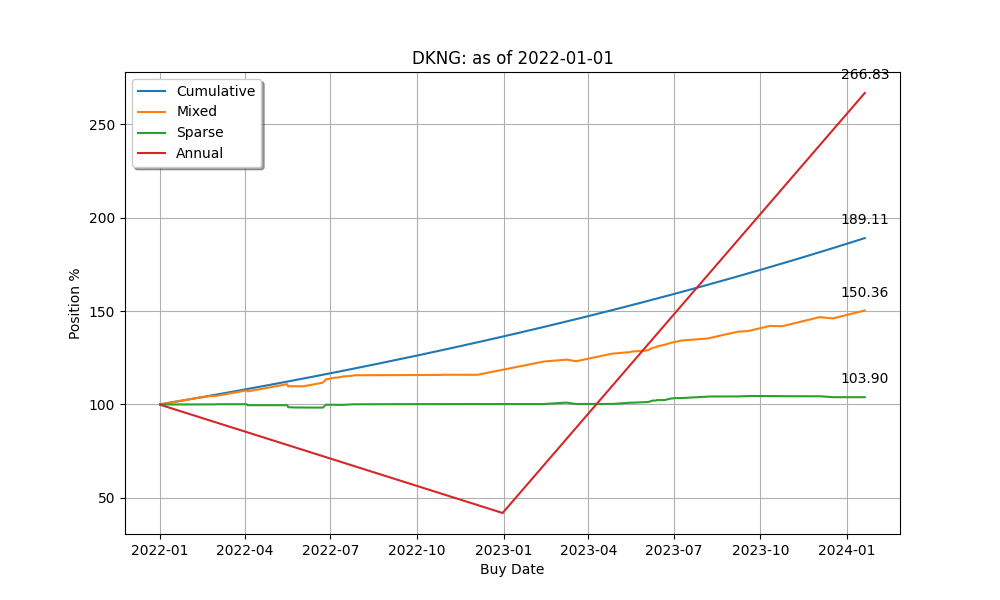 DKNG: as of 2022-01-01
266.83
Cumulative
Mixed
Sparse
Annual
250
200
189.11
150
150.36
103.90
100
50
Position %
2022-01 2022-04 2022-07 2022-10 2023-01 2023-04 2023-07 2023-10 2024-01
Buy Date